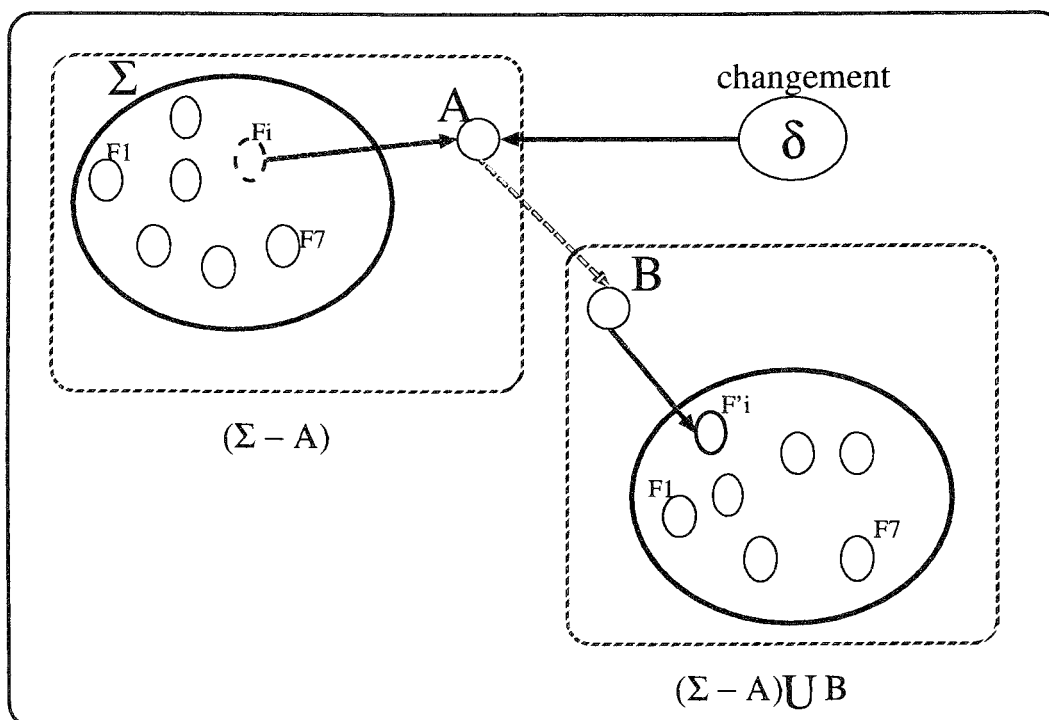 Σ
A
changement
δ
Fi
F1
F7
B
(Σ – A)
F'i
F1
F7
(Σ – A)U B